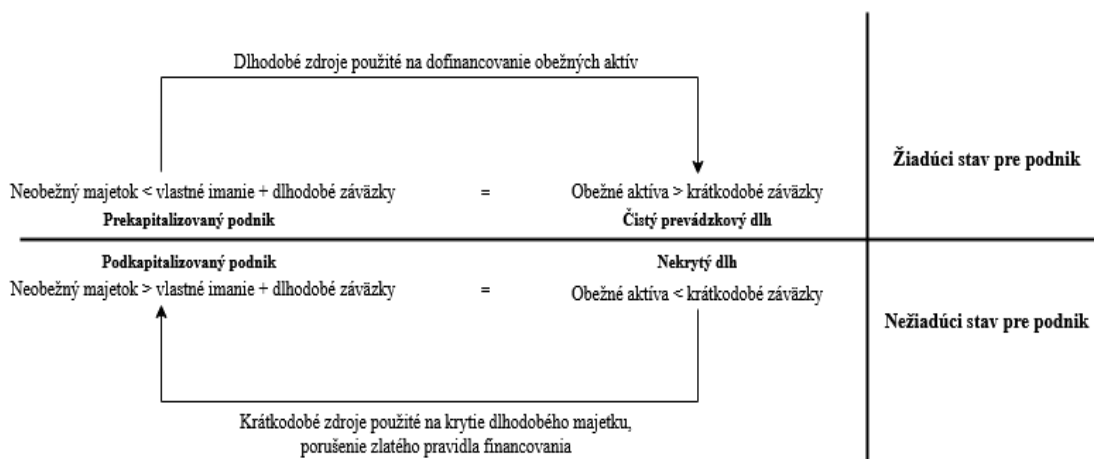 Dlhodobé zdroje použité na dofinancovanie obežných aktív
Žiadúci stav pre podnik
Neobežný majetok < vlastné imanie + dlhodobé záväzky = Obežné aktíva > krátkodobé záväzky
Prekapitalizovaný podnik Čistý prevádzkový dlh
Podkapitalizovaný podnik Nekrytý dlh
Neobežný majetok > vlastné imanie + dlhodobé záväzky = Obežné aktíva < krátkodobé záväzky
Nežiadúci stav pre podnik
Krátkodobé zdroje použité na krytie dlhodobého majetku,
porušenie zlatého pravidla financovania